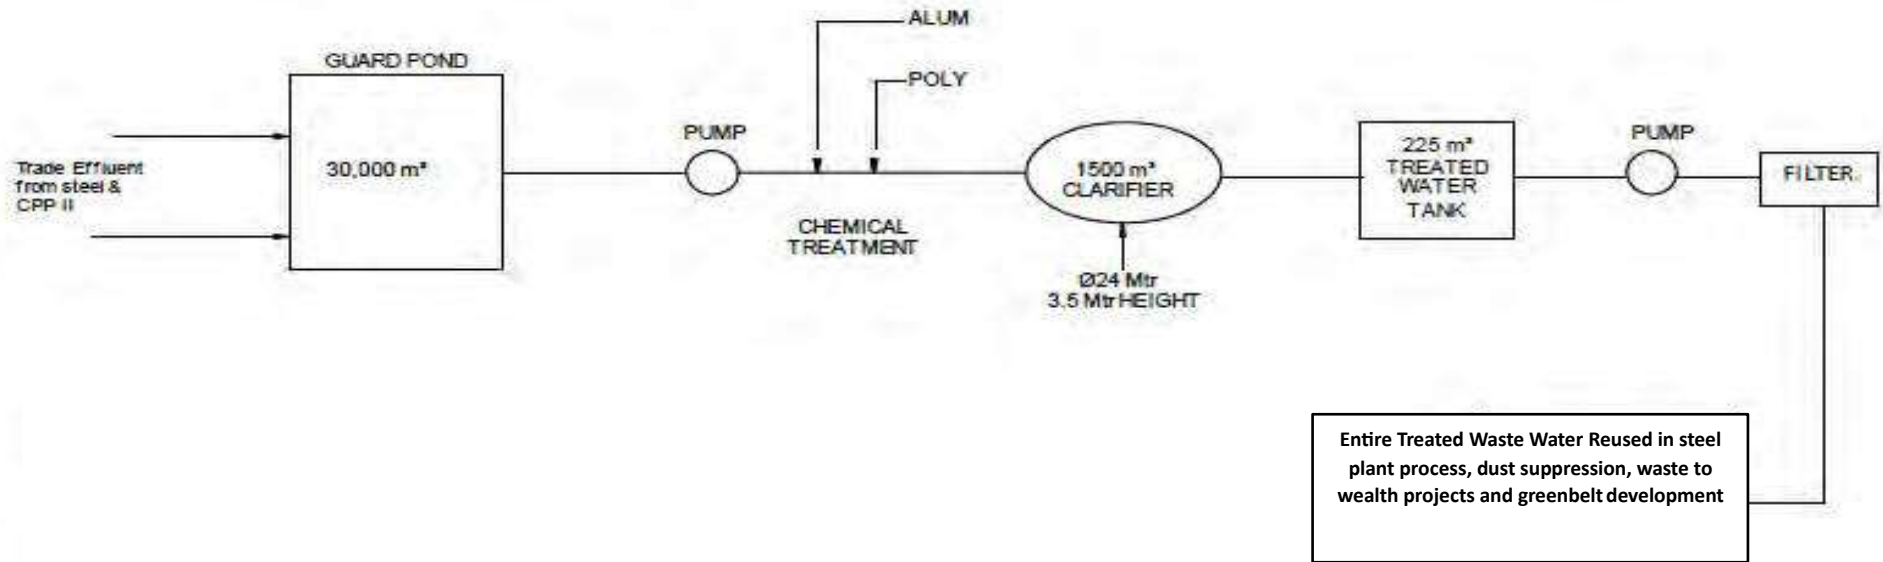 ALUM
GUARD POND
POLY
PUMP
Trade Effluent
from steel &
CPP II
30,000 m³
CHEMICAL
TREATMENT
1500 m³
CLARIFIER
Ø24 Mtr
3.5 Mtr HEIGHT
225 m³
TREATED
WATER
TANK
PUMP
FILTER
Entire Treated Waste Water Reused in steel
plant process, dust suppression, waste to
wealth projects and greenbelt development